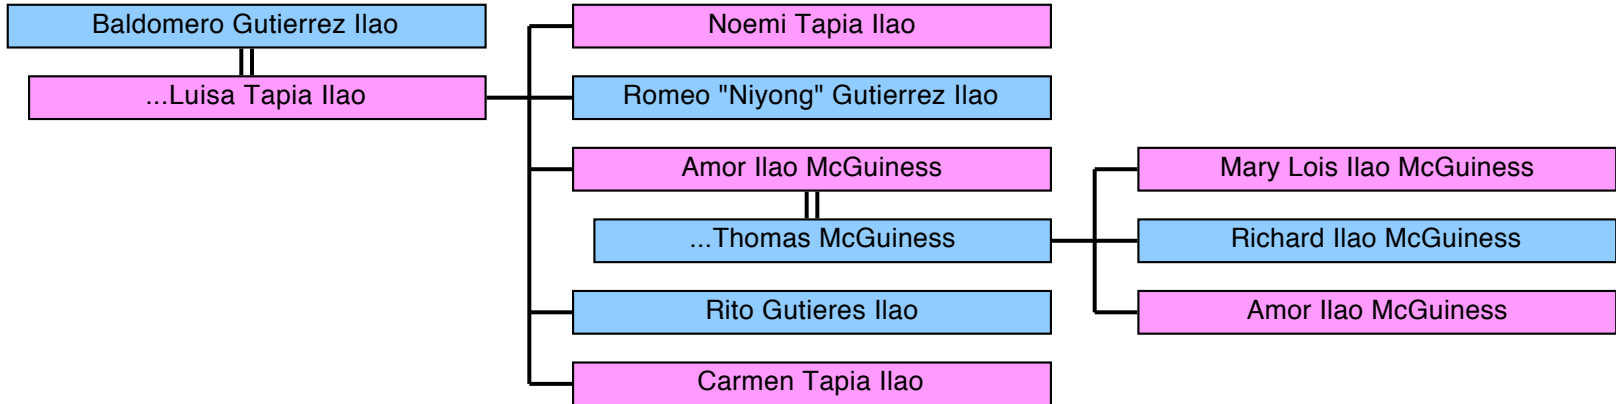 Baldomero Gutierrez Ilao
...Luisa Tapia Ilao
Noemi Tapia Ilao
Romeo "Niyong" Gutierrez Ilao
Amor Ilao McGuiness
...Thomas McGuiness
Rito Gutieres Ilao
Carmen Tapia Ilao
Mary Lois Ilao McGuiness
Richard Ilao McGuiness
Amor Ilao McGuiness